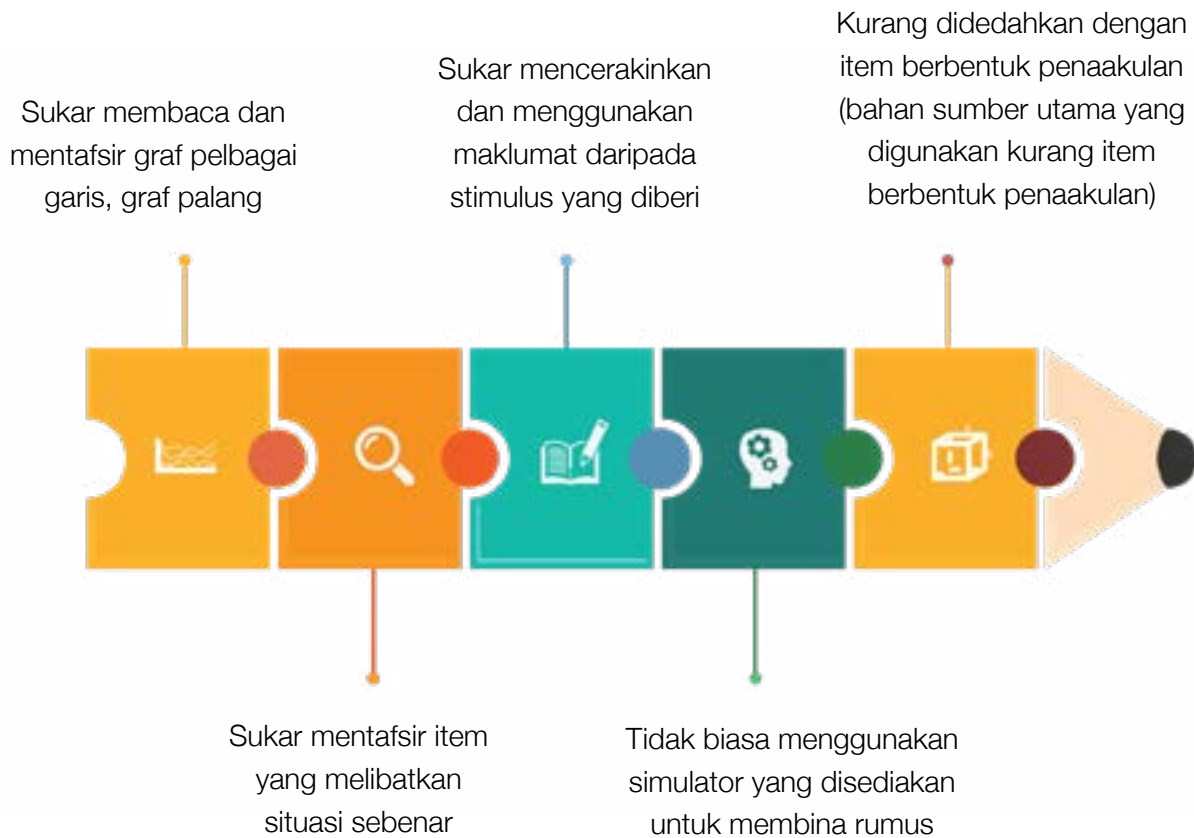 Sukar membaca dan
mentafsir graf pelbagai
garis, graf palang
Sukar mentafsir item
yang melibatkan
situasi sebenar
Sukar mencerakinkan
dan menggunakan
maklumat daripada
stimulus yang diberi
Tidak biasa menggunakan
simulator yang disediakan
untuk membina rumus
Kurang didedahkan dengan
item berbentuk penaakulan
(bahan sumber utama yang
digunakan kurang item
berbentuk penaakulan)